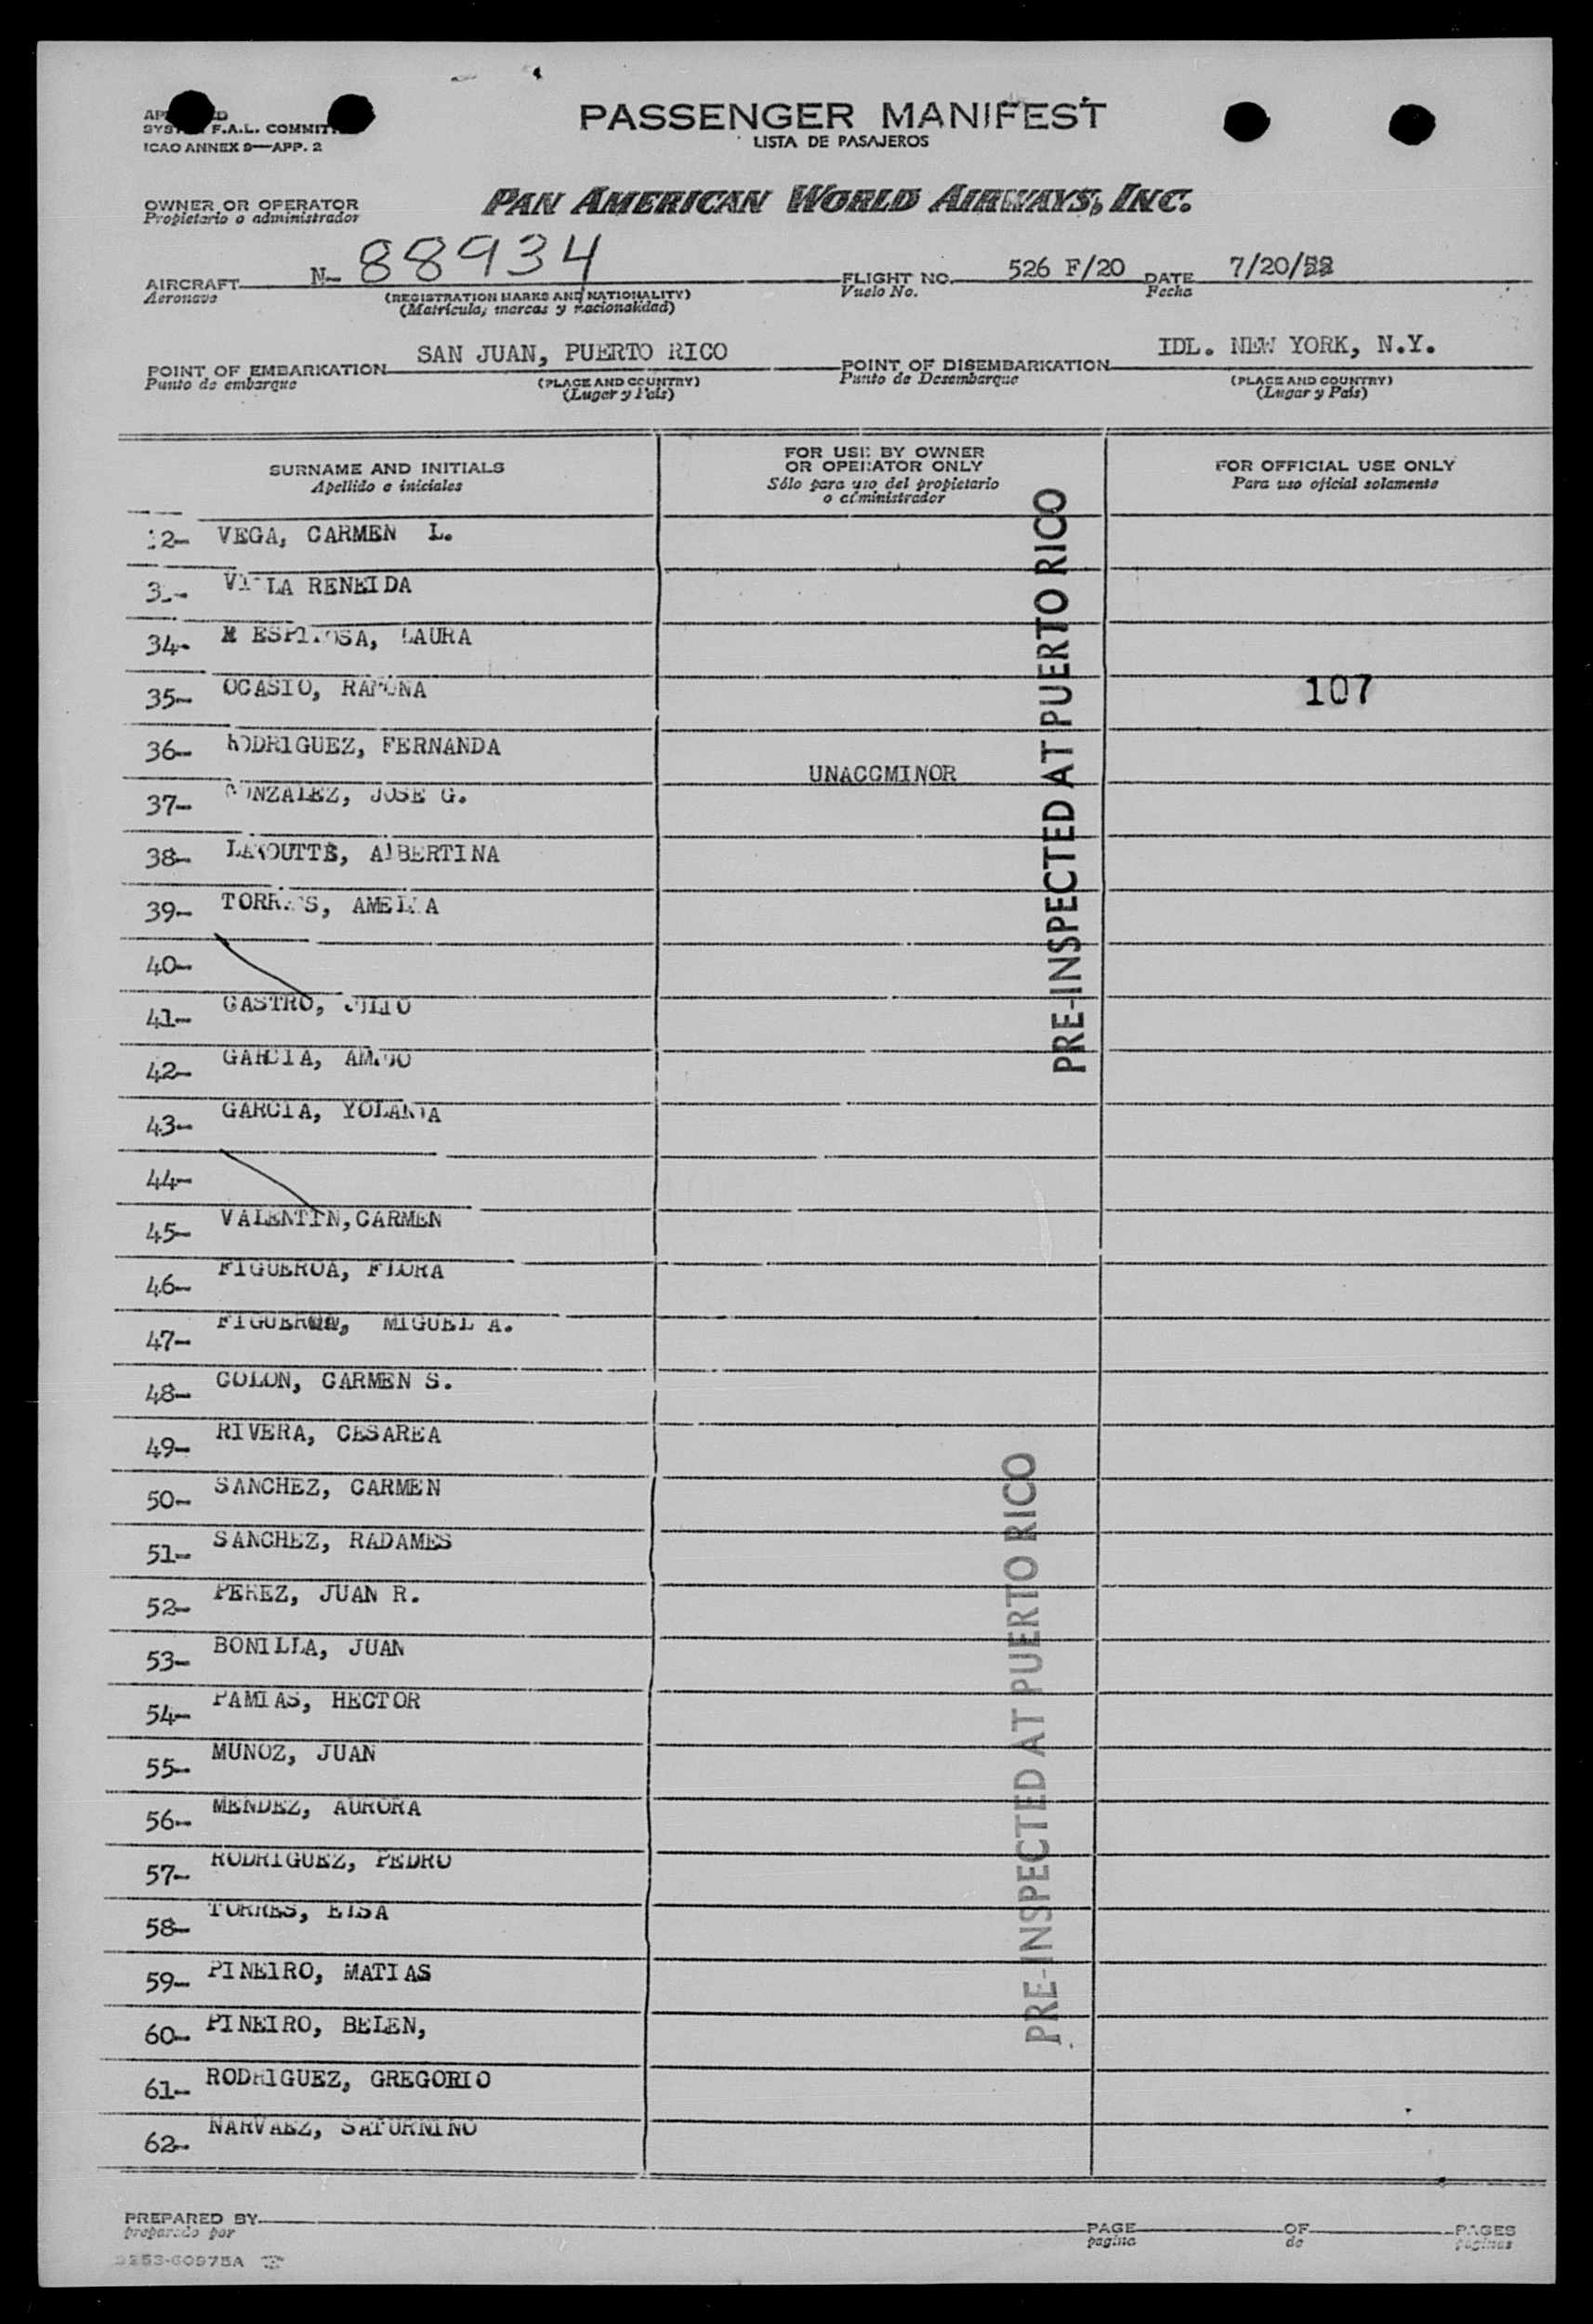 PASSENGER MANIFEST
LISTA DE PASAJEROS
F.A.L.
ICAO ANNEX 9—APP. 2
OWNER OR OPERATOR
Propietario o administrador
PAN AMERICAN WORLD AIRWAYS, INC.
AIRCRAFT N- 88934 FLIGHT NO. 526 F/20 DATE 7/20/
Aeronave (REGISTRATION MARKS AND NATIONALITY) Vuelo No. Fecha
(Matrícula, marcas y nacionalidad)
POINT OF EMBARKATION SAN JUAN, PUERTO RICO POINT OF DISEMBARKATION IDL. NEW YORK, N.Y.
Punto de embarque (PLACE AND COUNTRY) Punto de Desembarque (PLACE AND COUNTRY)
(Lugar y País) (Lugar y País)
SURNAME AND INITIALS
Apellido e iniciales
FOR USE BY OWNER
OR OPERATOR ONLY
Sólo para uso del propietario
o administrador
FOR OFFICIAL USE ONLY
Para uso oficial solamente
VEGA, CARMEN L.
RENEIDA
34- LAURA
35- OCASIO, RAMONA
107
36- RODRIGUEZ, FERNANDA
UNACCMINOR
37- GONZALEZ, JOSE G.
38- ALBERTINA
39- TORRES, AMELIA
40-
41- CASTRO, JULIO
42- GARCIA,
43- GARCIA,
44-
45- VALENTIN, CARMEN
46- FIGUEROA, FLORA
47- FIGUEROA, MIGUEL A.
48- COLON, CARMEN S.
49- RIVERA, CESAREA
50- SANCHEZ, CARMEN
51- SANCHEZ, RADAMES
52- PEREZ, JUAN R.
53- BONILLA, JUAN
54- PAMIAS, HECTOR
55- MUNOZ, JUAN
56- MENDEZ, AURORA
57- RODRIGUEZ, PEDRO
58- TORRES, ELSA
59- PINEIRO, MATIAS
60- PINEIRO, BELEN,
61- RODRIGUEZ, GREGORIO
62- NARVAEZ, SATURNINO
PRE-INSPECTED AT PUERTO RICO
PRE-INSPECTED AT PUERTO RICO
PREPARED BY PAGE OF PAGES
preparado por pagina de páginas